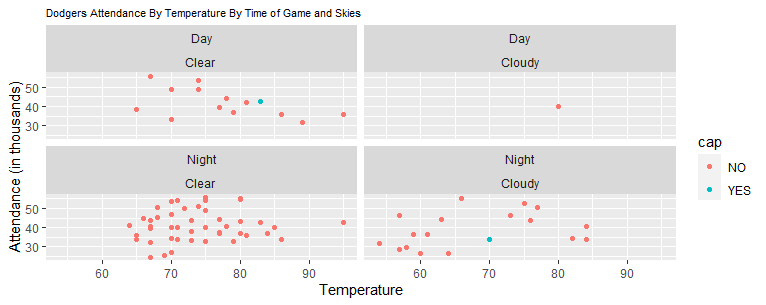 Dodgers Attendance By Temperature By Time of Game and Skies
Day
Day
Clear
Cloudy
50
40
30
Night
Night
Clear
Cloudy
50
40
30
60
70
80
90
60
70
80
90
Temperature
Attendance (in thousands)
cap
NO
YES